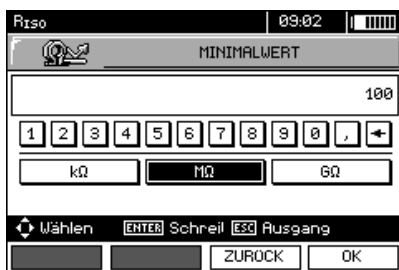 RISO 09:02
MINIMALWERT
100
1 2 3 4 5 6 7 8 9 0 ,
kΩ MΩ GΩ
Wählen ENTER Schreil ESC Ausgang
ZURÜCK OK